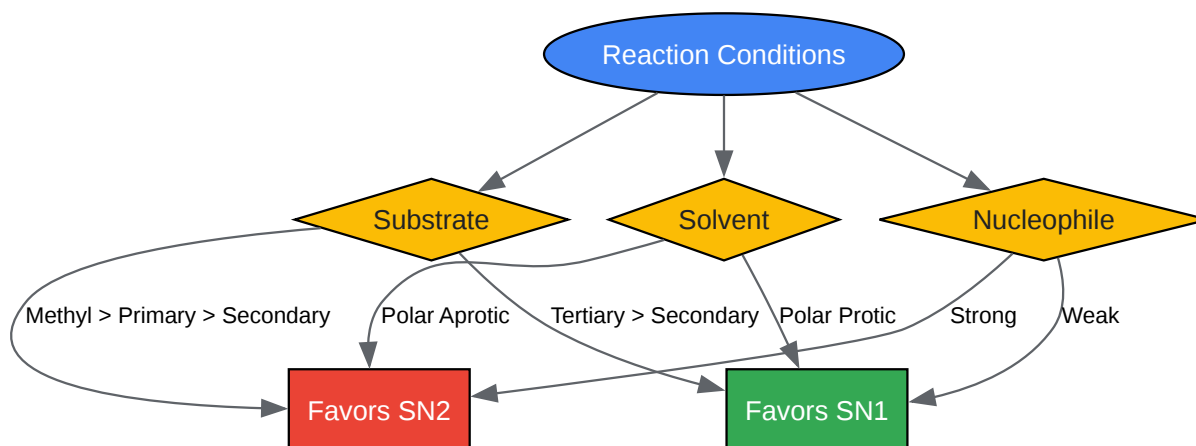 Reaction Conditions
Substrate
Solvent
Nucleophile
Methyl > Primary > Secondary
Polar Aprotic
Tertiary > Secondary
Polar Protic
Strong
Weak
Favors SN2
Favors SN1